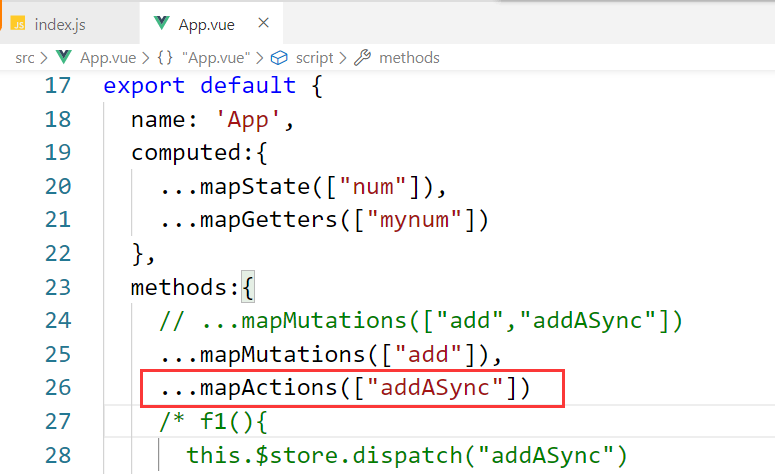 JS index.js App.vue ×
src > App.vue > {} "App.vue" > script > methods
17 export default {
18 name: 'App',
19 computed:{
20 ...mapState(["num"]),
21 ...mapGetters(["mynum"])
22 },
23 methods:{
24 // ...mapMutations(["add","addASync"])
25 ...mapMutations(["add"]),
26 ...mapActions(["addASync"])
27 /* f1(){
28 this.$store.dispatch("addASync")